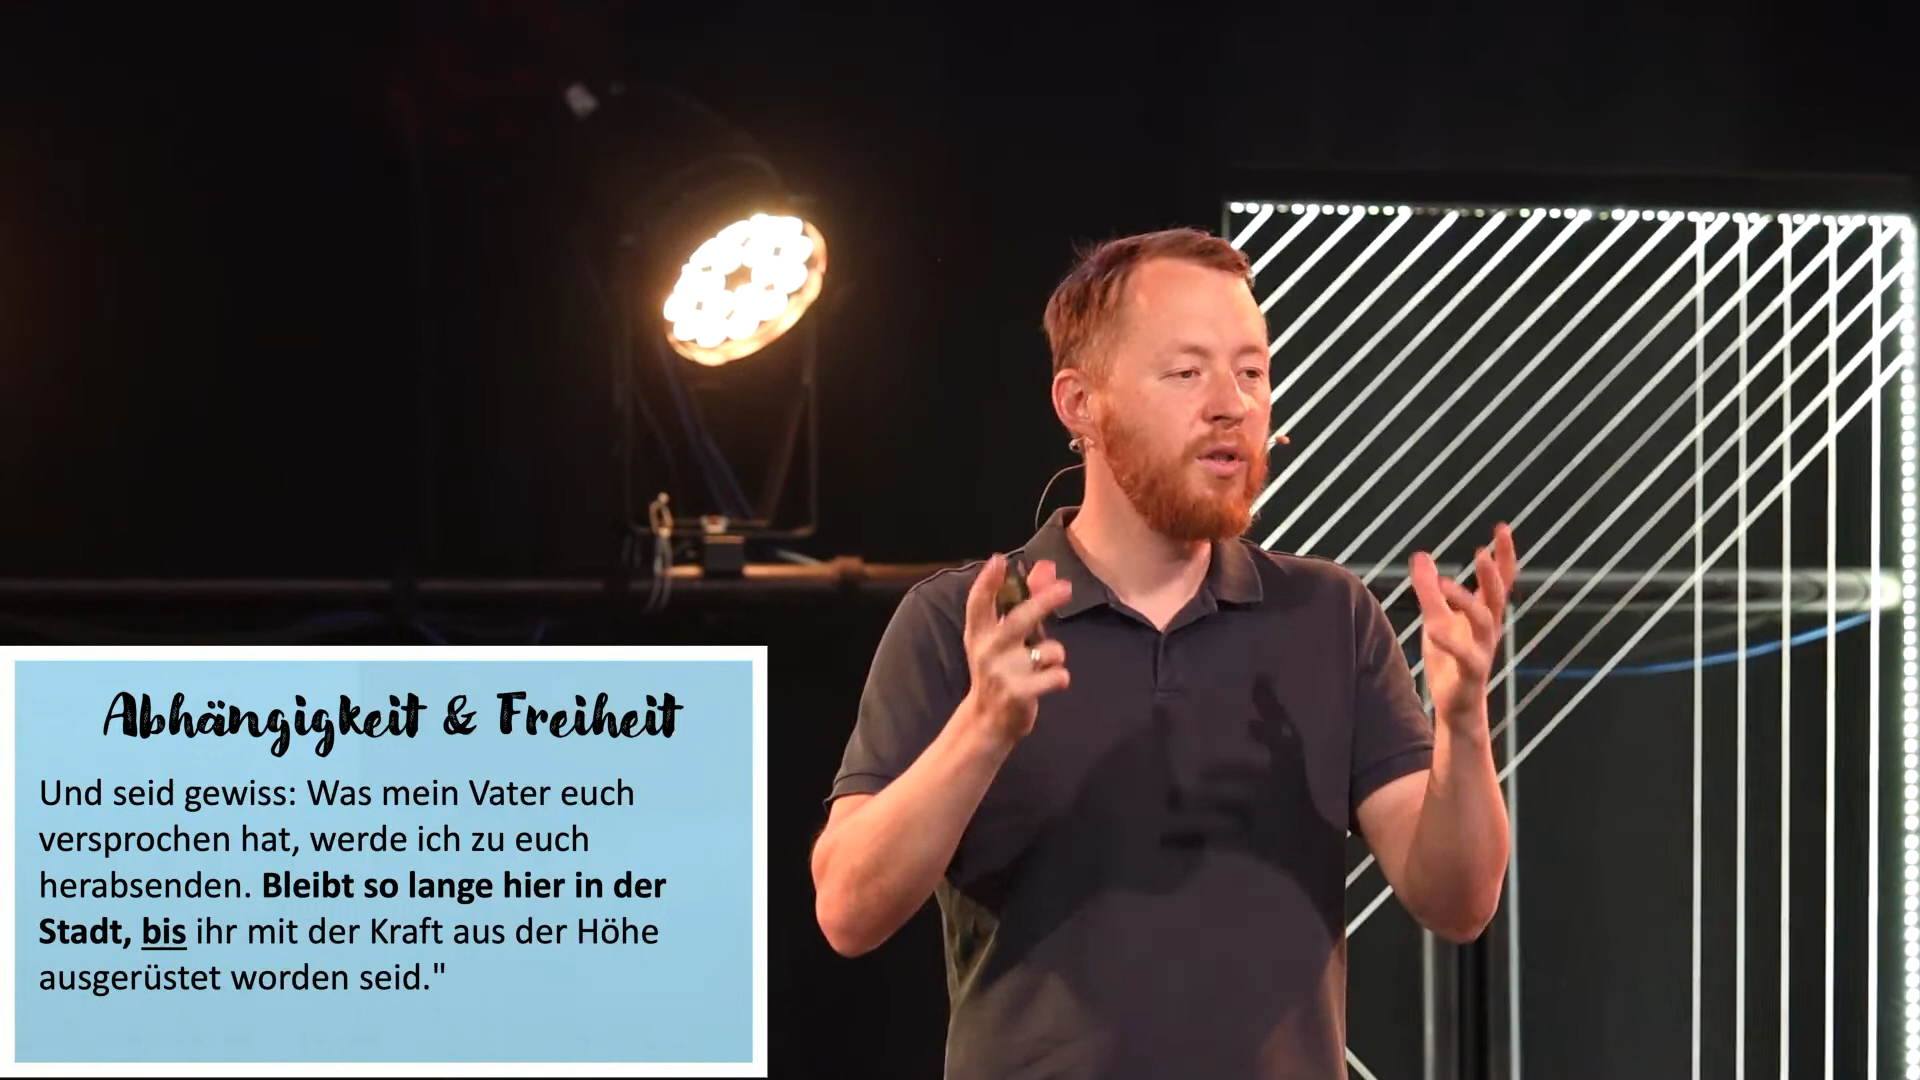 Abhängigkeit & Freiheit
Und seid gewiss: Was mein Vater euch
versprochen hat, werde ich zu euch
herabsenden. Bleibt so lange hier in der
Stadt, bis ihr mit der Kraft aus der Höhe
ausgerüstet worden seid."